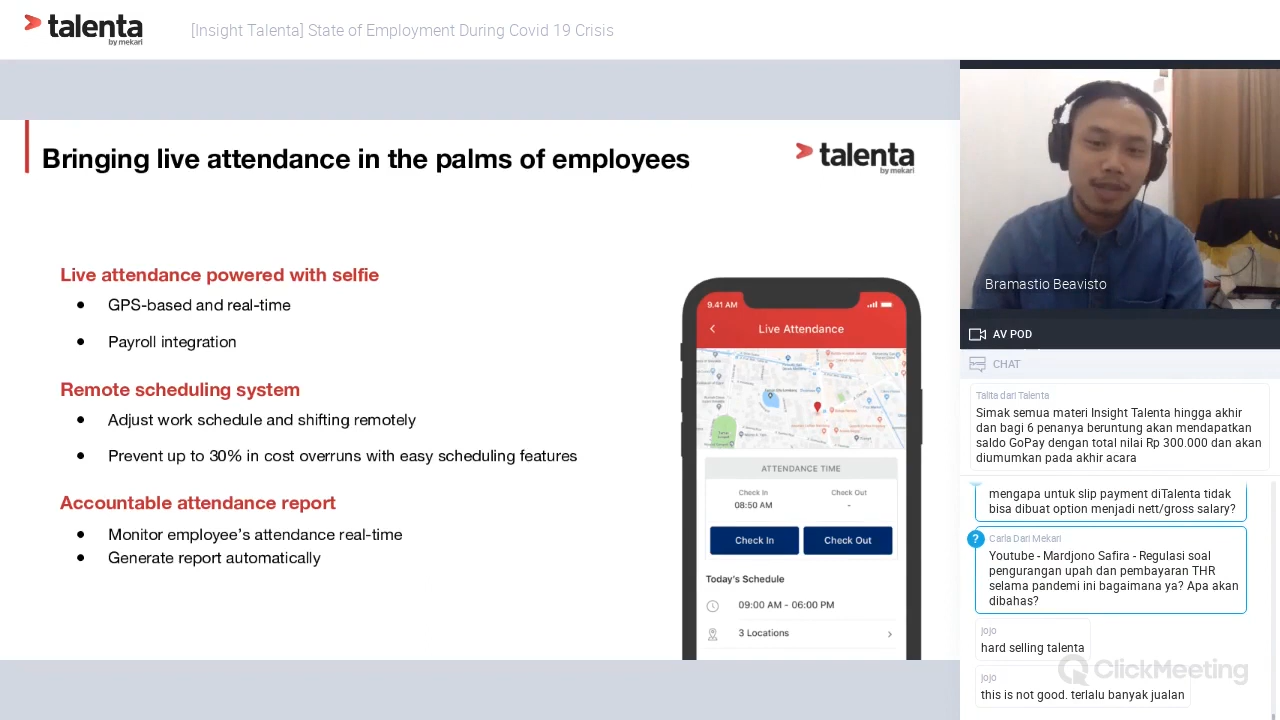 talenta
by mekari
[Insight Talenta] State of Employment During Covid 19 Crisis
Bringing live attendance in the palms of employees
talenta
by mekari
Live attendance powered with selfie
● GPS-based and real-time
● Payroll integration
Remote scheduling system
● Adjust work schedule and shifting remotely
● Prevent up to 30% in cost overruns with easy scheduling features
Accountable attendance report
● Monitor employee's attendance real-time
● Generate report automatically
9.41 AM
Live Attendance
ATTENDANCE TIME
Check In
Check Out
08:50 AM
-
Check In
Check Out
Today's Schedule
09:00 AM - 06:00 PM
3 Locations
Bramastio Beavisto
AV POD
CHAT
Talita dari Talenta
Simak semua materi Insight Talenta hingga akhir
dan bagi 6 penanya beruntung akan mendapatkan
saldo GoPay dengan total nilai Rp 300.000 dan akan
diumumkan pada akhir acara
mengapa untuk slip payment diTalenta tidak
bisa dibuat option menjadi nett/gross salary?
?
Carla Dari Mekari
Youtube - Mardjono Safira - Regulasi soal
pengurangan upah dan pembayaran THR
selama pandemi ini bagaimana ya? Apa akan
dibahas?
jojo
hard selling talenta
ClickMeeting
jojo
this is not good. terlalu banyak jualan